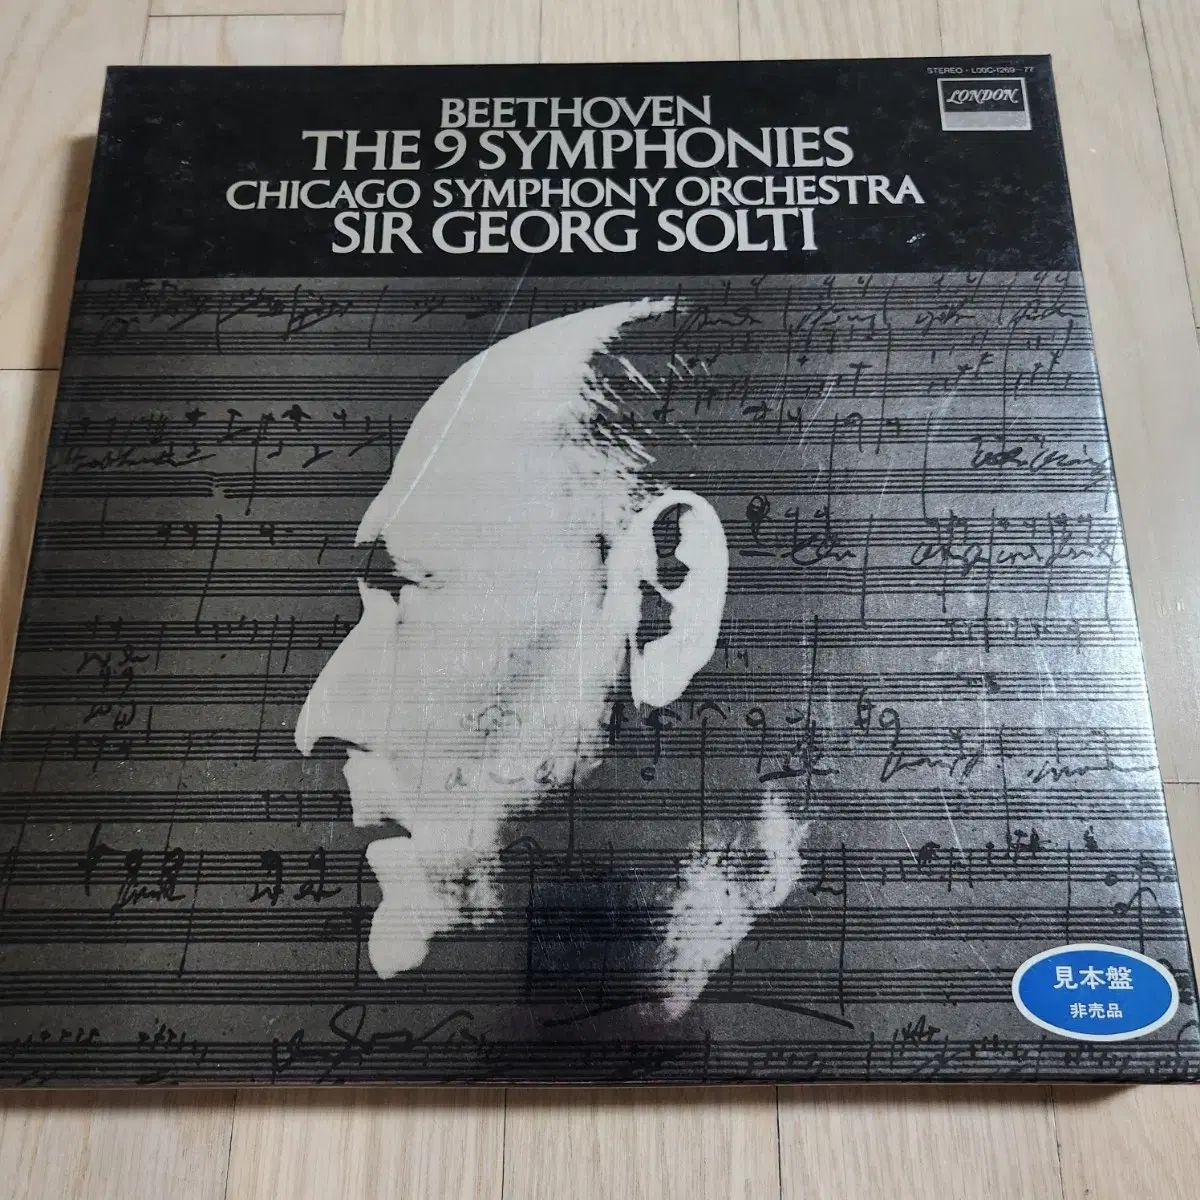 STEREO · LOOC-1269~77
LONDON
BEETHOVEN
THE 9 SYMPHONIES
CHICAGO SYMPHONY ORCHESTRA
SIR GEORG SOLTI
見本盤
非売品